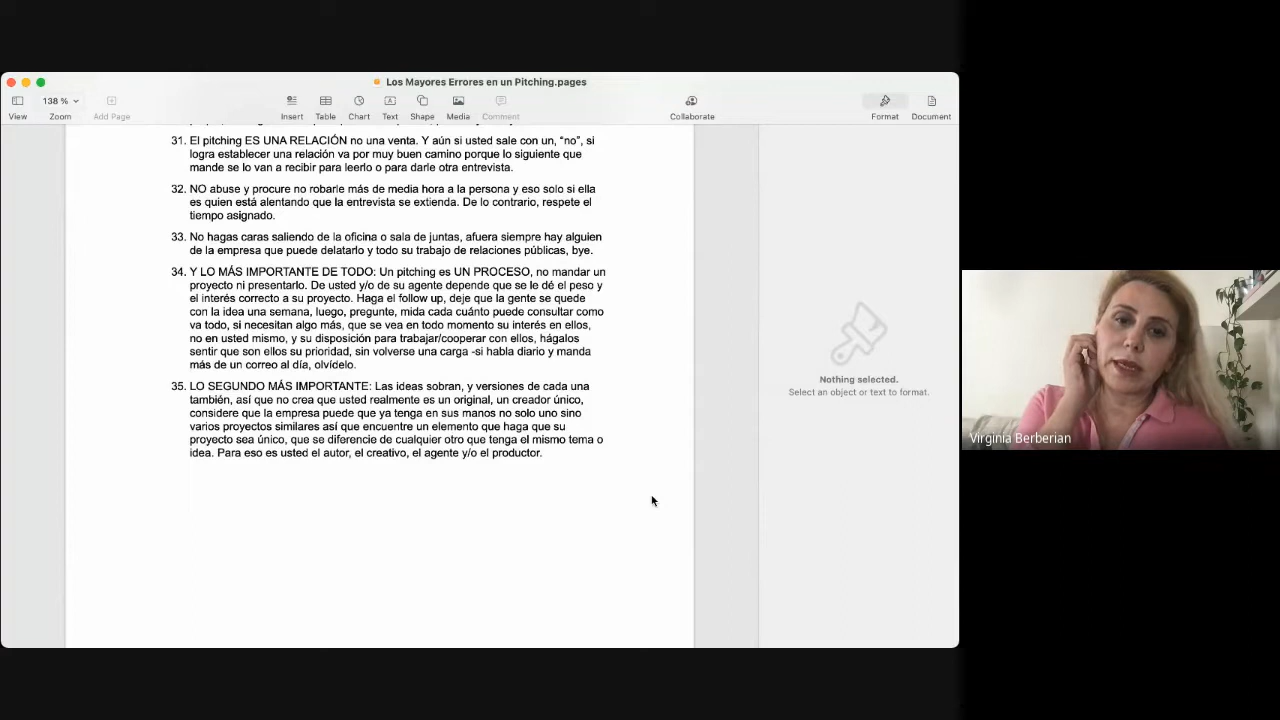 Los Mayores Errores en un Pitching.pages
138 %
View
Zoom
Add Page
Insert
Table
Chart
Text
Shape
Media
Comment
Collaborate
Format
Document
31. El pitching ES UNA RELACIÓN no una venta. Y aún si usted sale con un, “no”, si
logra establecer una relación va por muy buen camino porque lo siguiente que
mande se lo van a recibir para leerlo o para darle otra entrevista.
32. NO abuse y procure no robarle más de media hora a la persona y eso solo si ella
es quien está alentando que la entrevista se extienda. De lo contrario, respete el
tiempo asignado.
33. No hagas caras saliendo de la oficina o sala de juntas, afuera siempre hay alguien
de la empresa que puede delatarlo y todo su trabajo de relaciones públicas, bye.
34. Y LO MÁS IMPORTANTE DE TODO: Un pitching es UN PROCESO, no mandar un
proyecto ni presentarlo. De usted y/o de su agente depende que se le dé el peso y
el interés correcto a su proyecto. Haga el follow up, deje que la gente se quede
con la idea una semana, luego, pregunte, mida cada cuánto puede consultar como
va todo, si necesitan algo más, que se vea en todo momento su interés en ellos,
no en usted mismo, y su disposición para trabajar/cooperar con ellos, hágalos
sentir que son ellos su prioridad, sin volverse una carga -si habla diario y manda
más de un correo al día, olvídelo.
35. LO SEGUNDO MÁS IMPORTANTE: Las ideas sobran, y versiones de cada una
también, así que no crea que usted realmente es un original, un creador único,
considere que la empresa puede que ya tenga en sus manos no solo uno sino
varios proyectos similares así que encuentre un elemento que haga que su
proyecto sea único, que se diferencie de cualquier otro que tenga el mismo tema o
idea. Para eso es usted el autor, el creativo, el agente y/o el productor.
Nothing selected.
Select an object or text to format.
Virginia Berberian